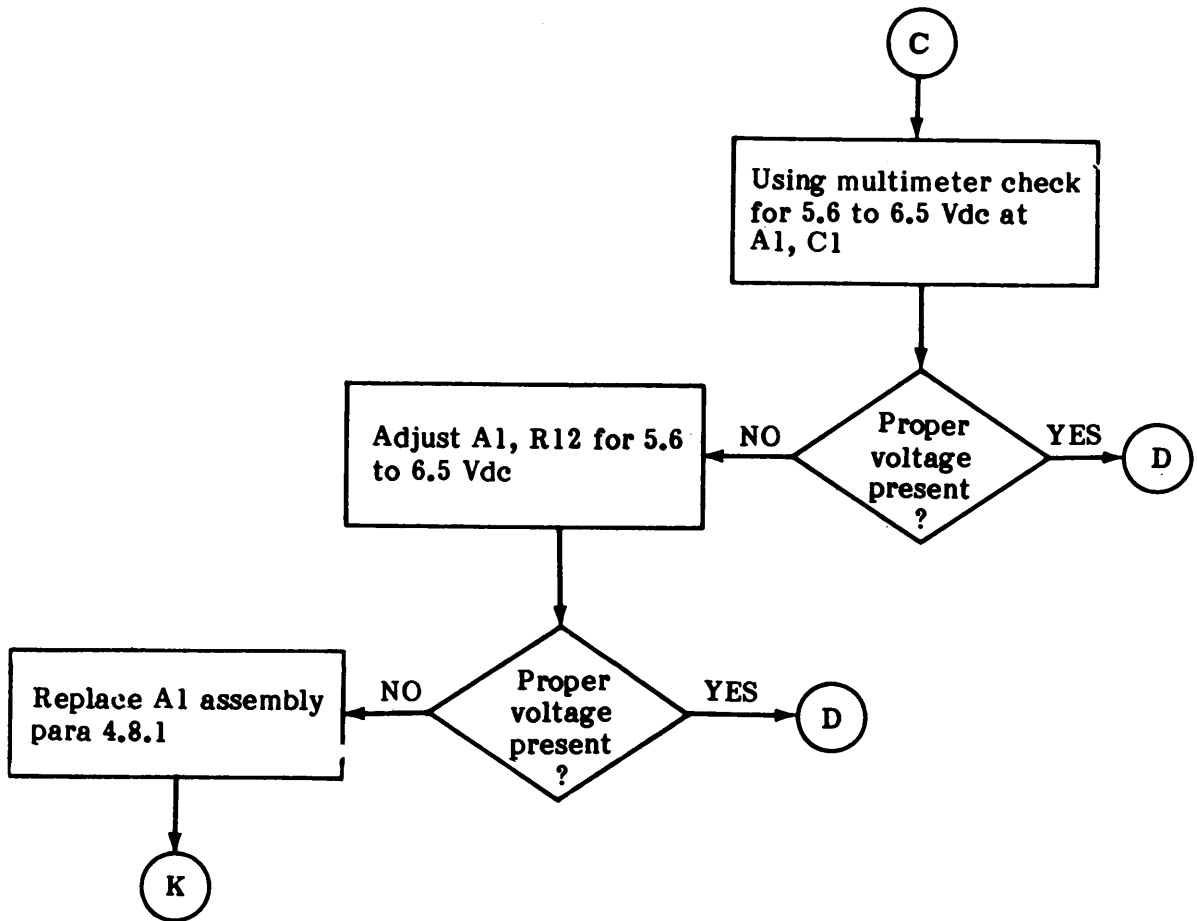 C
Using multimeter check
for 5.6 to 6.5 Vdc at
A1, C1
Proper
voltage
present
?
NO
YES
D
Adjust A1, R12 for 5.6
to 6.5 Vdc
Proper
voltage
present
?
NO
YES
D
Replace A1 assembly
para 4.8.1
K